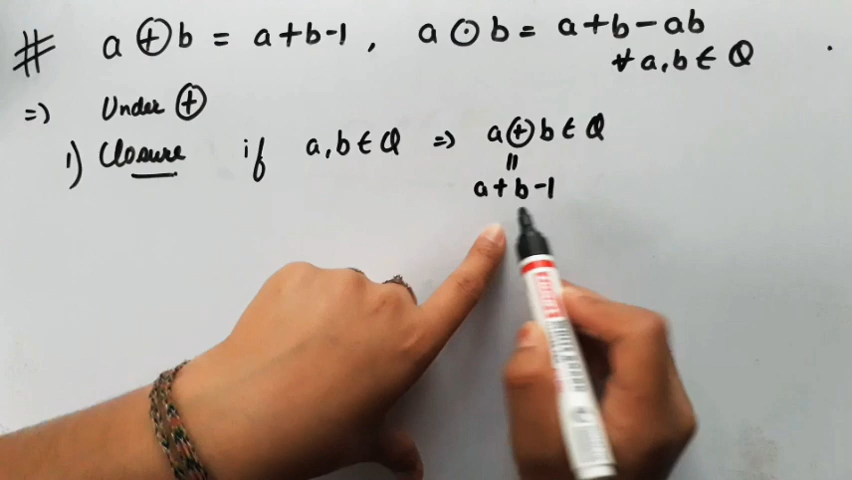 # a ⊕ b = a+b-1, a ⊙ b = a+b-ab
∀ a,b ∈ Q
=) Under ⊕
1) Closure if a,b ∈ Q => a ⊕ b ∈ Q
=
a+b-1